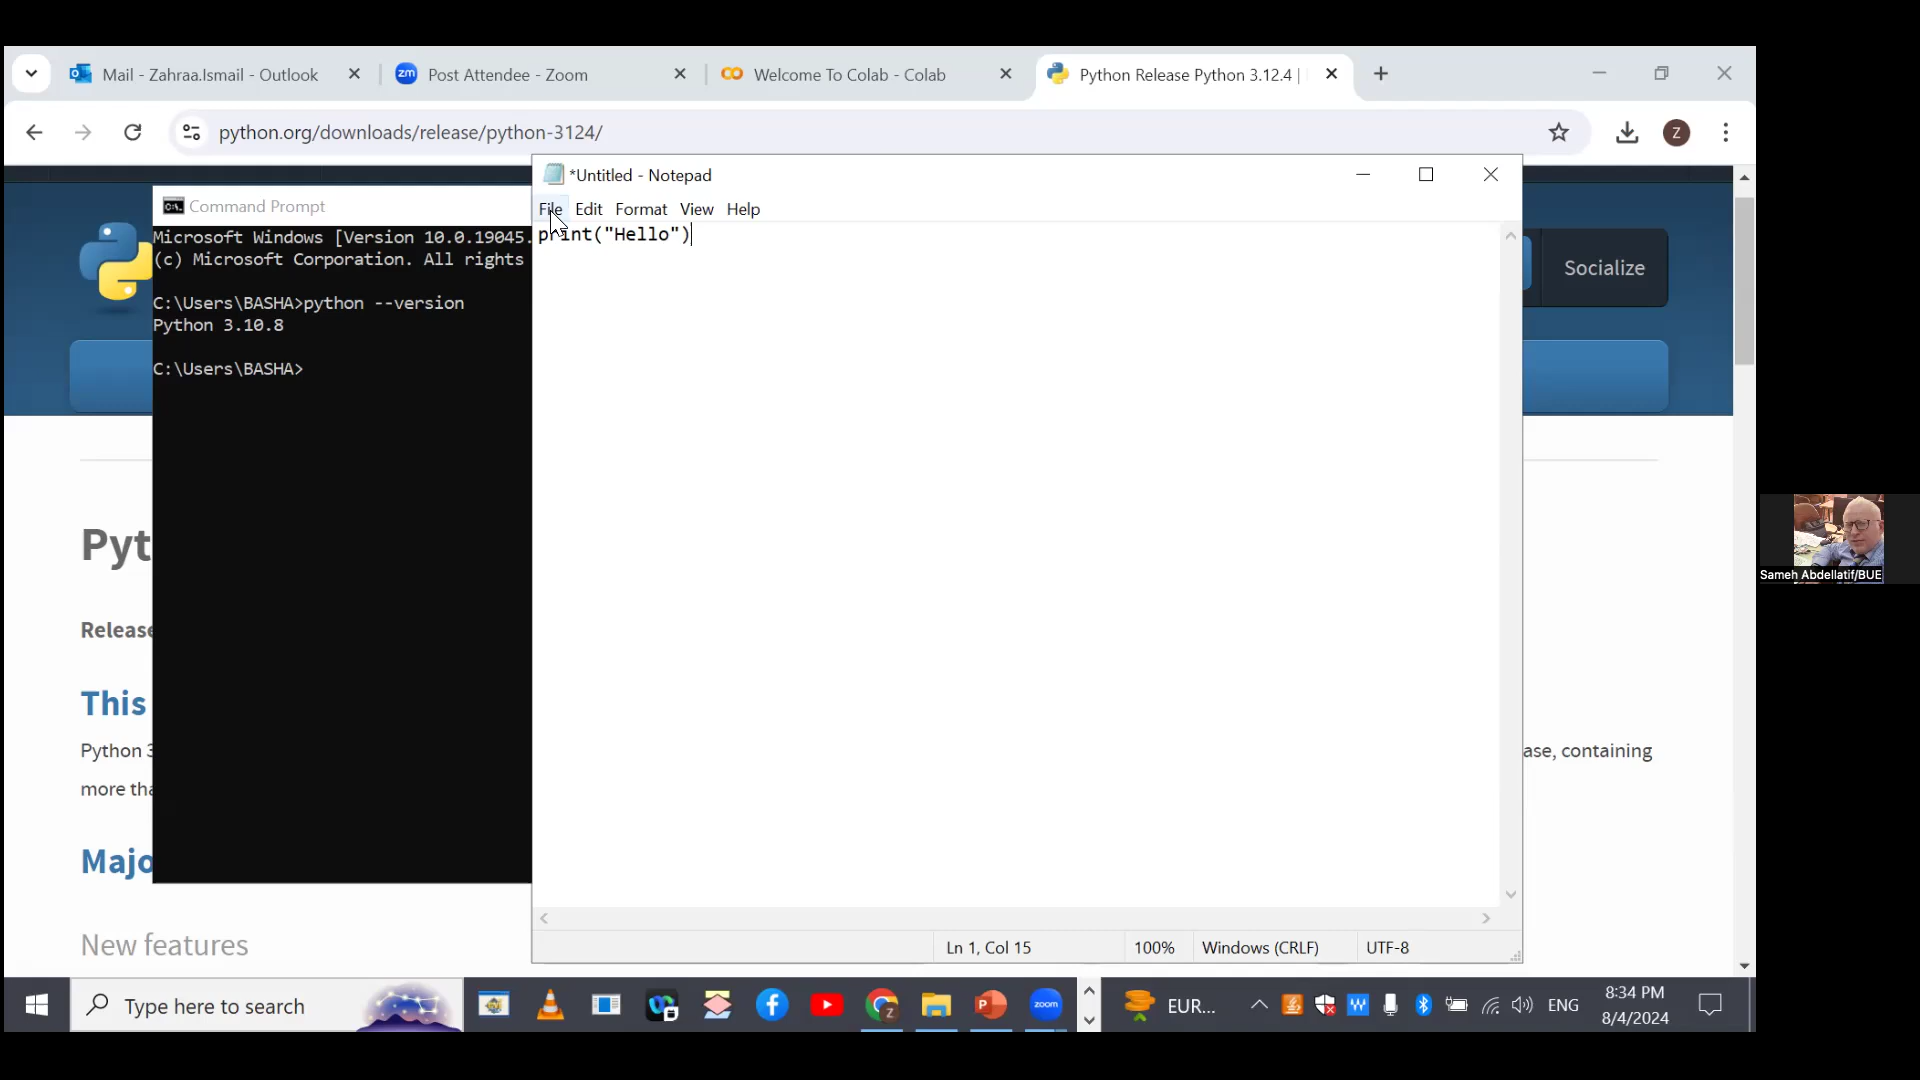 Mail - Zahraa.Ismail - Outlook
zm
Post Attendee - Zoom
Welcome To Colab - Colab
Python Release Python 3.12.4 |
python.org/downloads/release/python-3124/
Z
*Untitled - Notepad
File Edit Format View Help
print("Hello")
Ln 1, Col 15
100%
Windows (CRLF)
UTF-8
Command Prompt
Microsoft Windows [Version 10.0.19045.
(c) Microsoft Corporation. All rights
C:\Users\BASHA>python --version
Python 3.10.8
C:\Users\BASHA>
Socialize
Pyt
Release
This
Python 3
ase, containing
more tha
Majo
New features
Sameh Abdellatif/BUE
Type here to search
zoom
EUR...
ENG
8:34 PM
8/4/2024